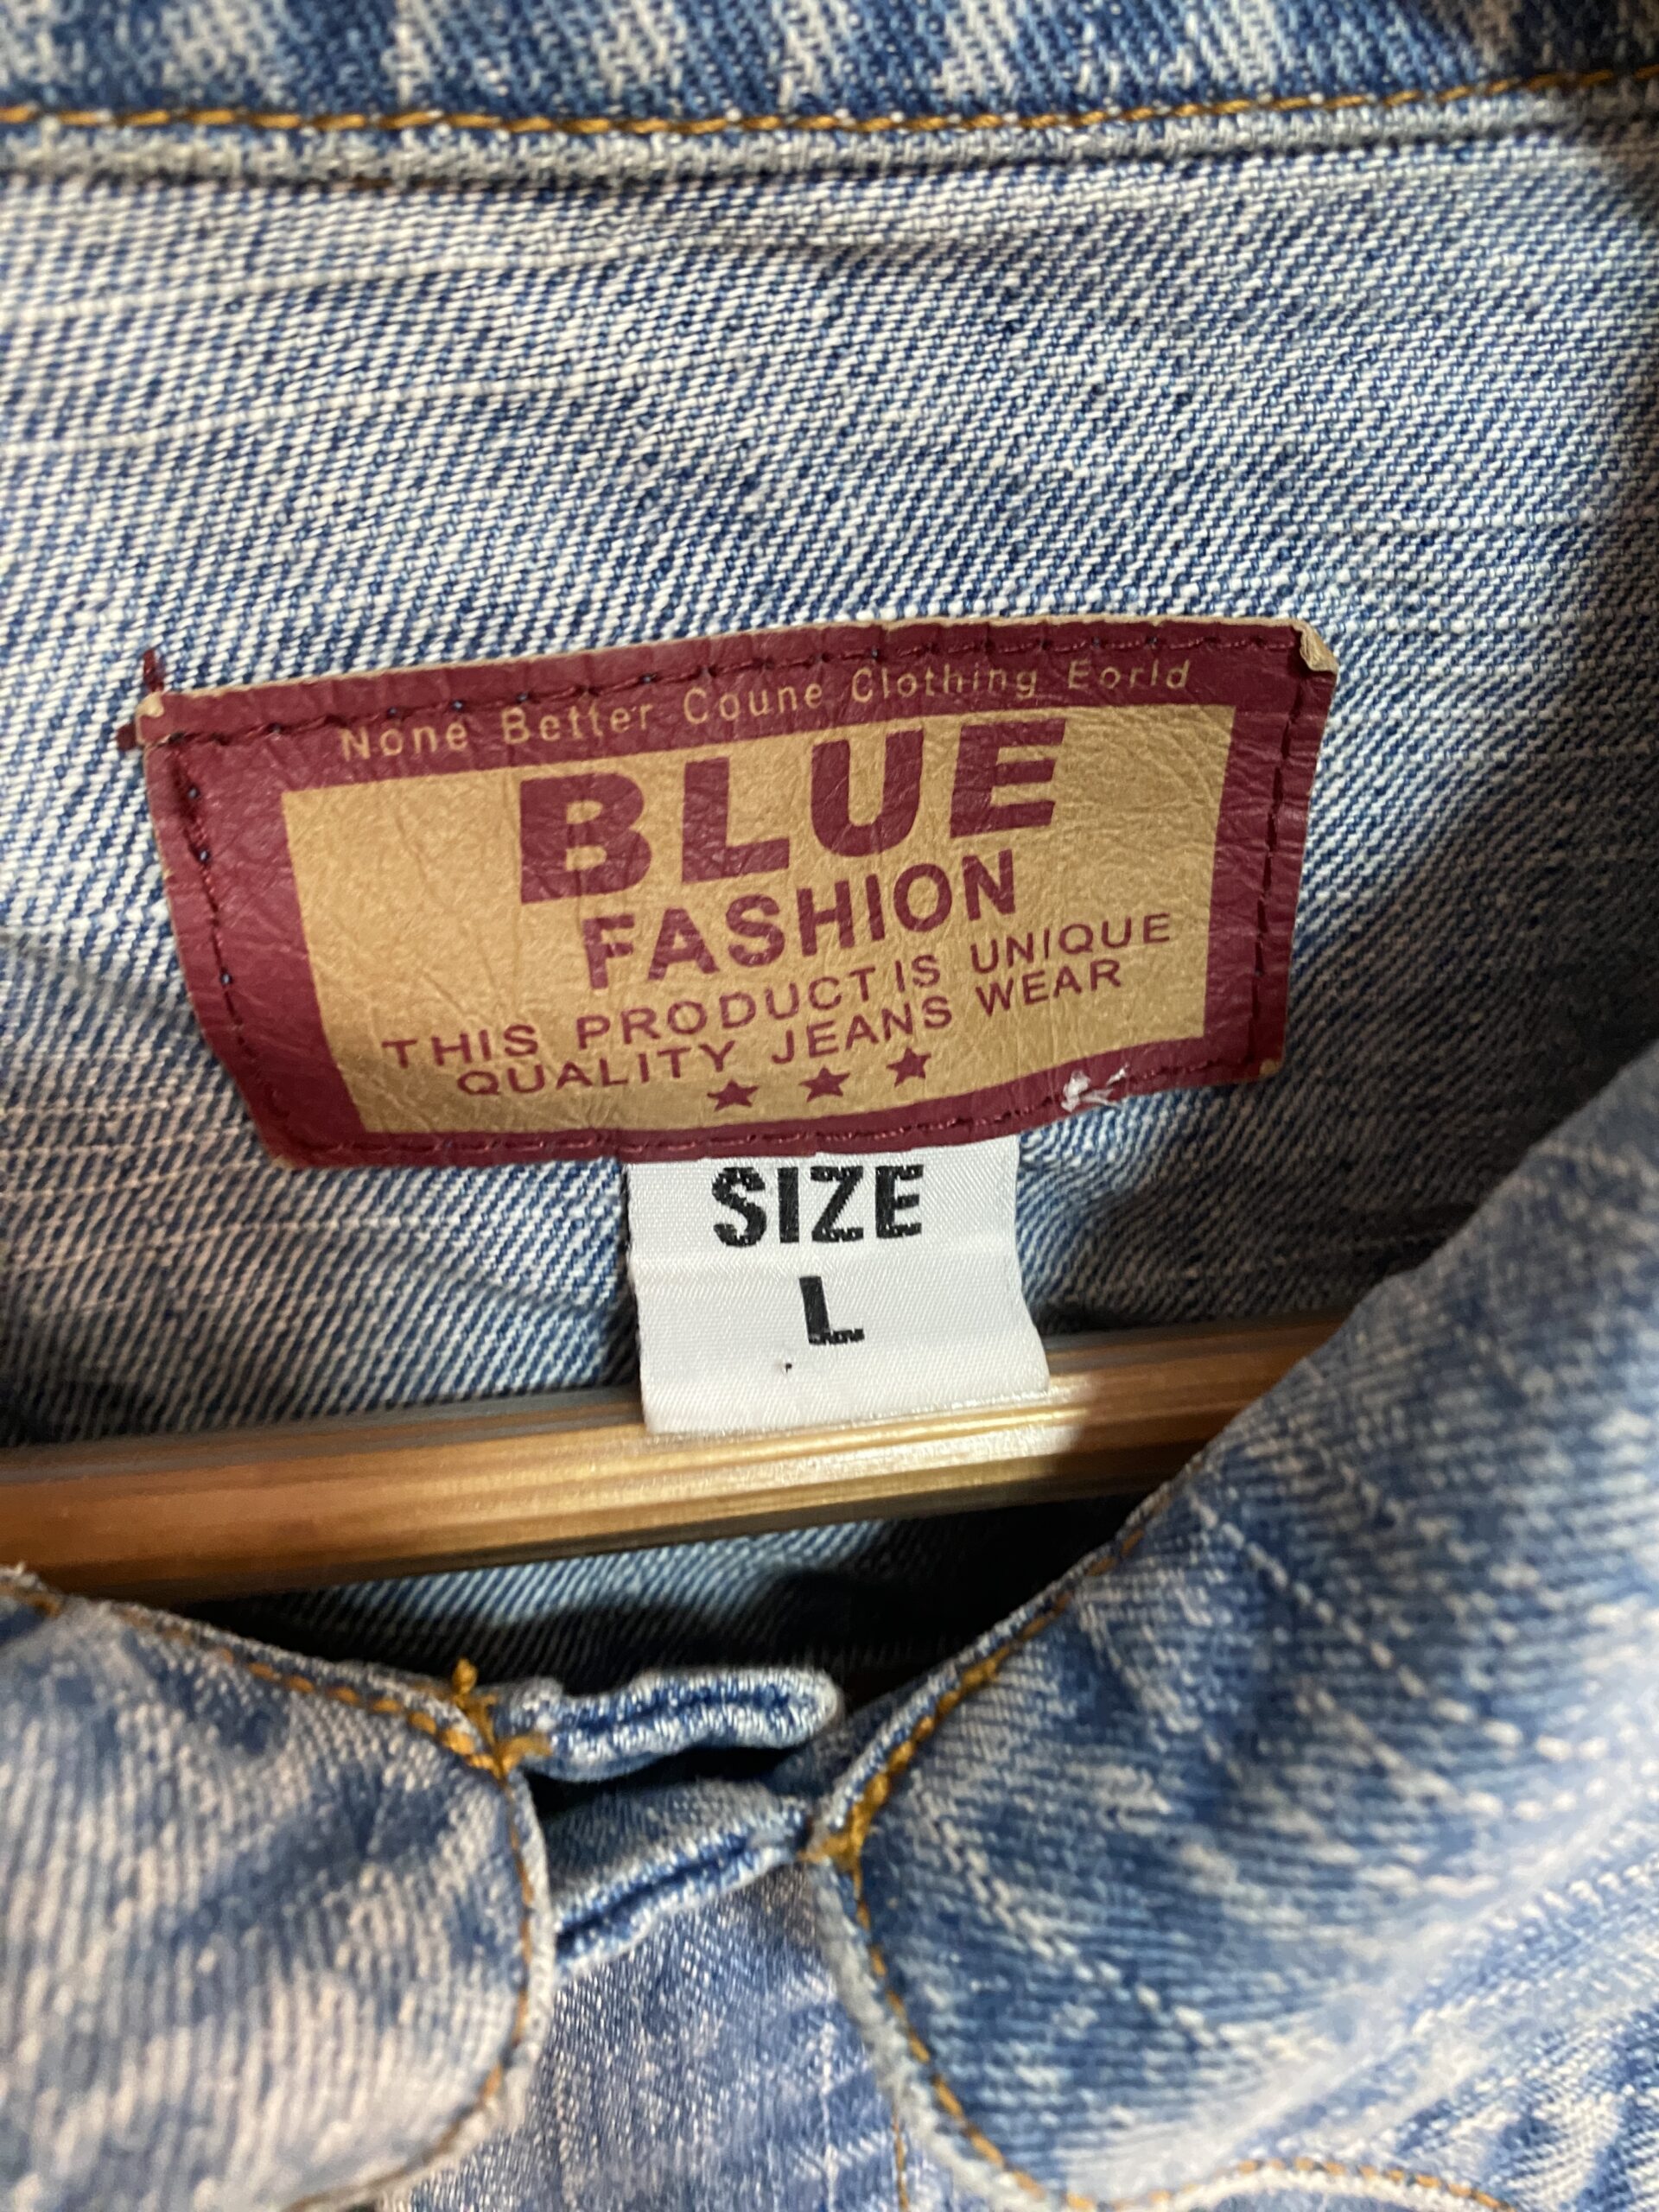 None Better Coune Clothing Eorld
BLUE
FASHION
THIS PRODUCT IS UNIQUE
QUALITY JEANS WEAR
SIZE
L